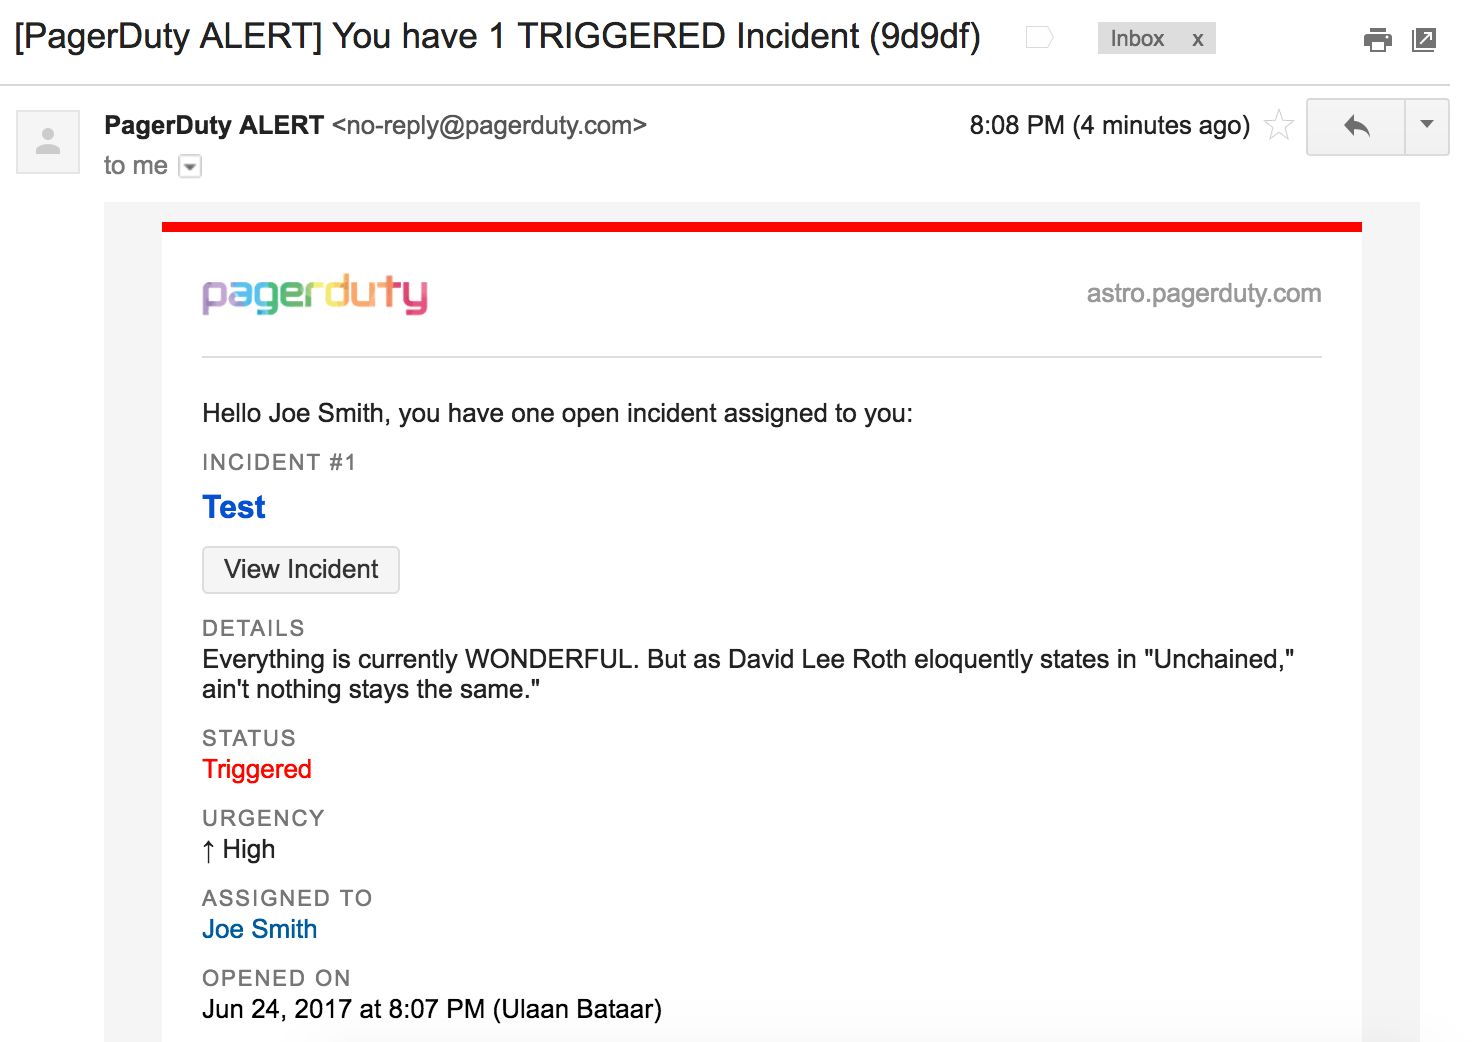 [PagerDuty ALERT] You have 1 TRIGGERED Incident (9d9df)
Inbox x
PagerDuty ALERT <no-reply@pagerduty.com>
8:08 PM (4 minutes ago)
to me
pagerduty
astro.pagerduty.com
Hello Joe Smith, you have one open incident assigned to you:
INCIDENT #1
Test
View Incident
DETAILS
Everything is currently WONDERFUL. But as David Lee Roth eloquently states in "Unchained,"
ain't nothing stays the same."
STATUS
Triggered
URGENCY
↑ High
ASSIGNED TO
Joe Smith
OPENED ON
Jun 24, 2017 at 8:07 PM (Ulaan Bataar)